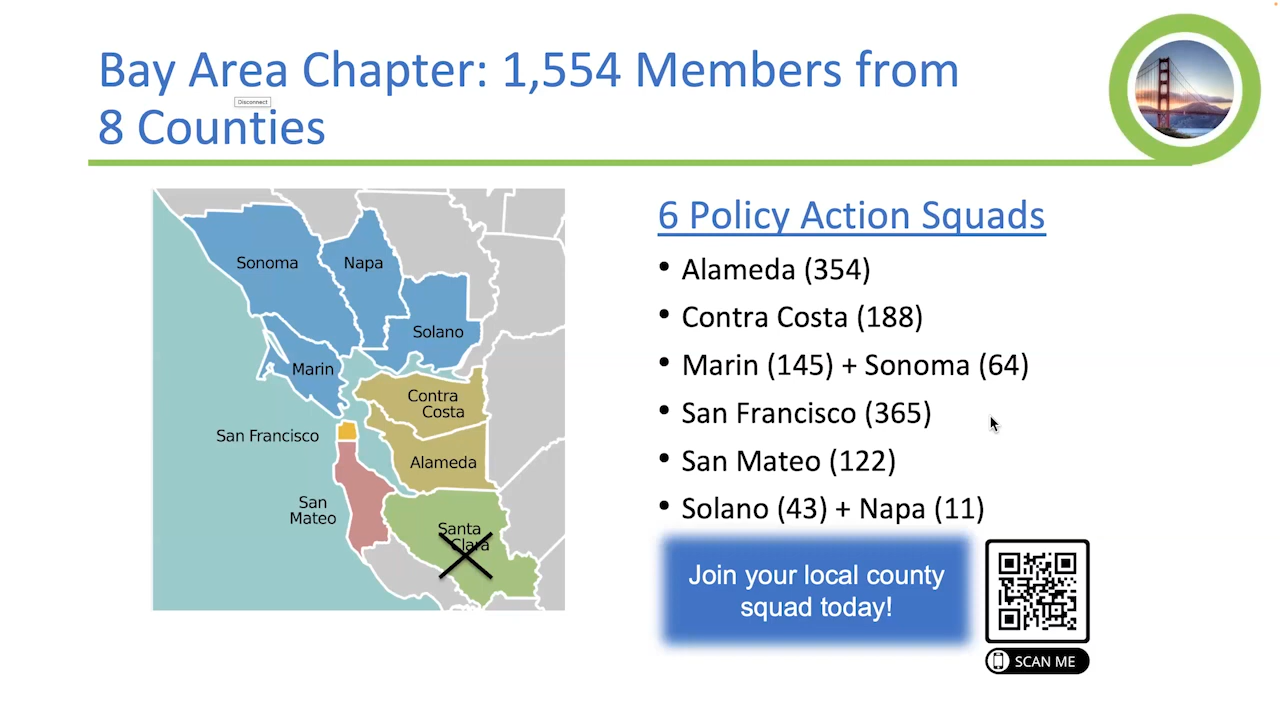 Bay Area Chapter: 1,554 Members from
Disconnect
8 Counties
Sonoma
Napa
Solano
Marin
Contra
Costa
San Francisco
Alameda
San
Mateo
Santa
Clara
6 Policy Action Squads
• Alameda (354)
• Contra Costa (188)
• Marin (145) + Sonoma (64)
• San Francisco (365)
• San Mateo (122)
• Solano (43) + Napa (11)
Join your local county
squad today!
SCAN ME